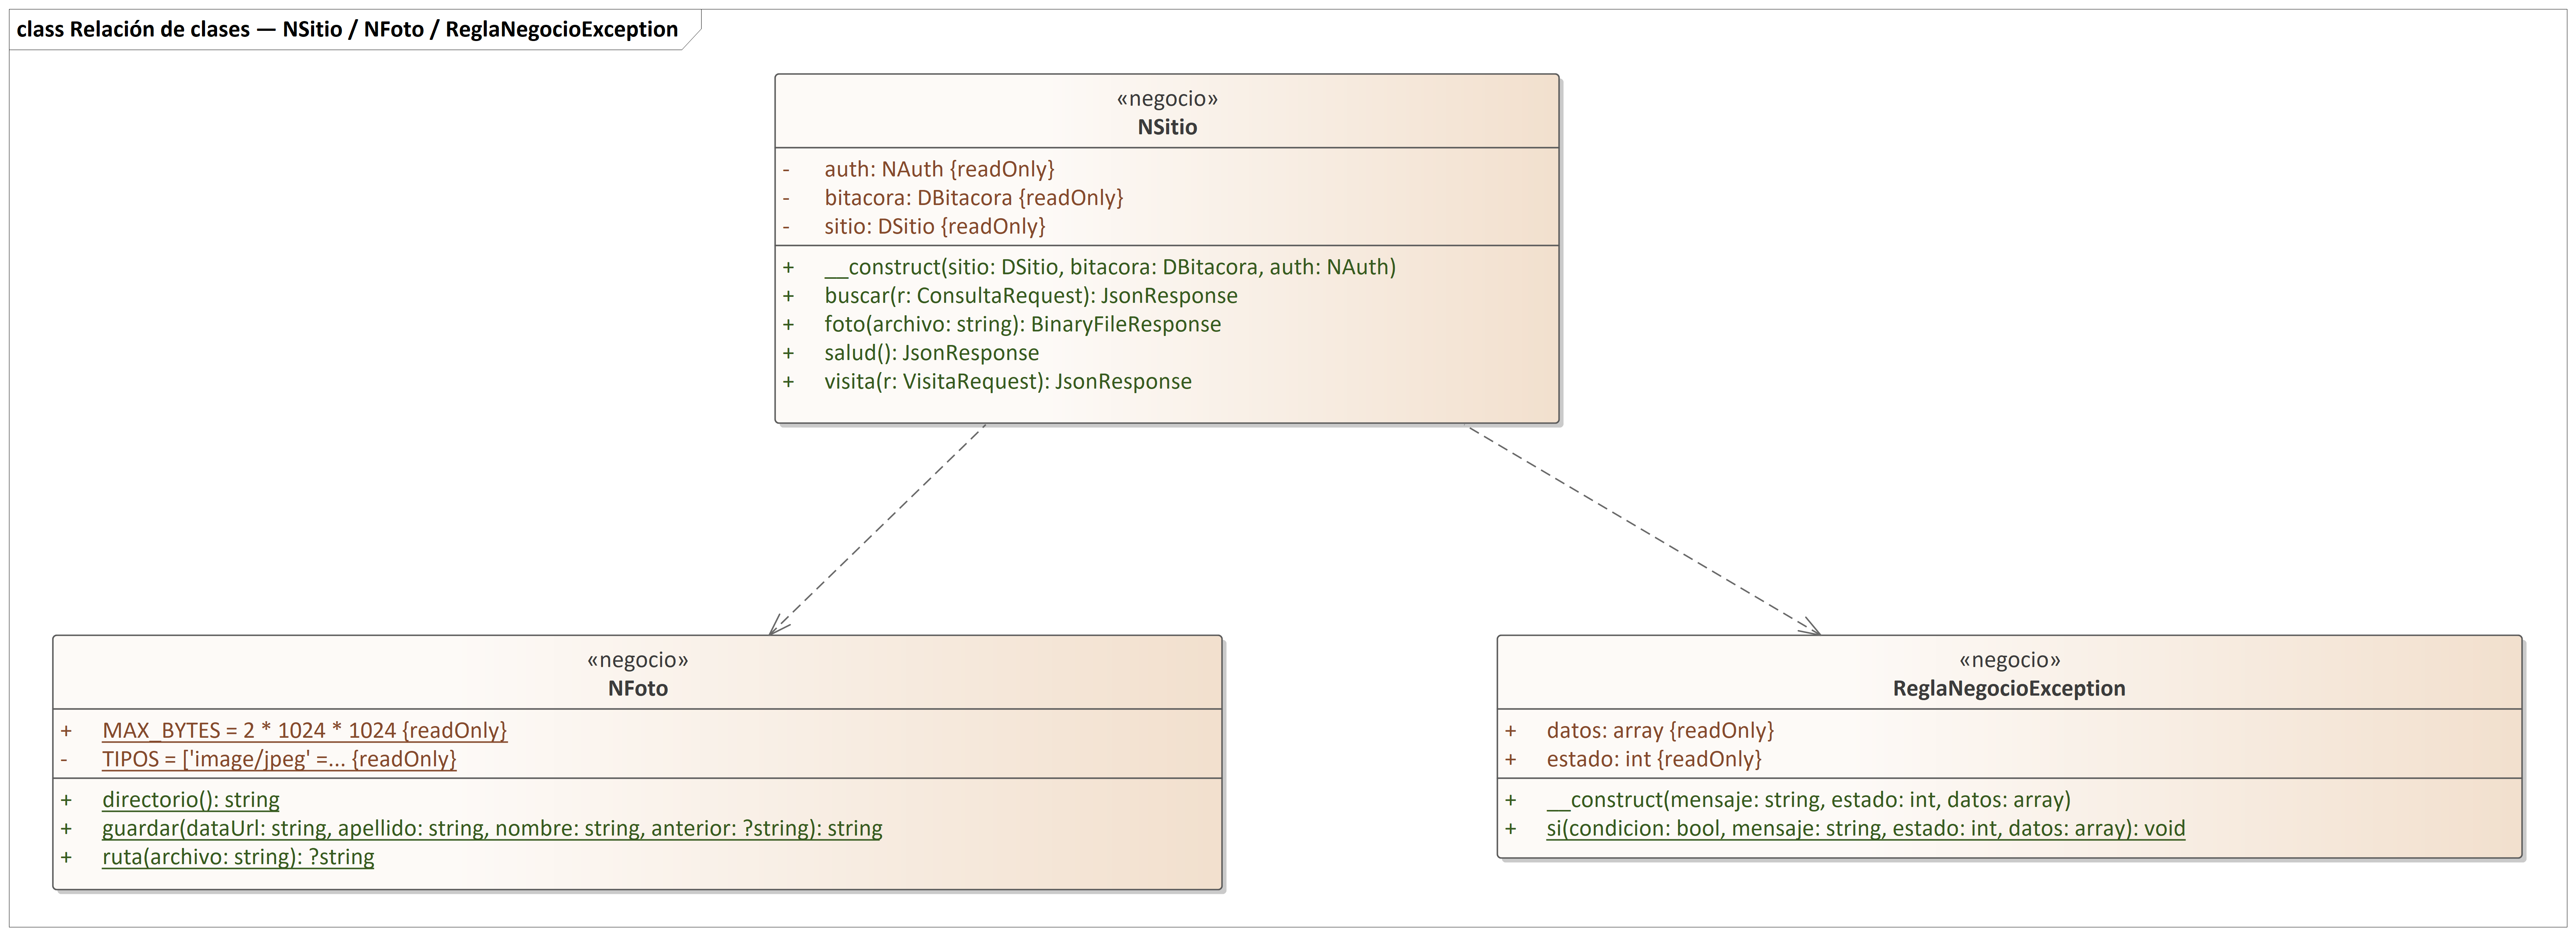 class Relación de clases — NSitio / NFoto / ReglaNegocioException
«negocio»
NSitio
- auth: NAuth {readOnly}
- bitacora: DBitacora {readOnly}
- sitio: DSitio {readOnly}
+ __construct(sitio: DSitio, bitacora: DBitacora, auth: NAuth)
+ buscar(r: ConsultaRequest): JsonResponse
+ foto(archivo: string): BinaryFileResponse
+ salud(): JsonResponse
+ visita(r: VisitaRequest): JsonResponse
«negocio»
NFoto
+ MAX_BYTES = 2 * 1024 * 1024 {readOnly}
- TIPOS = ['image/jpeg' =... {readOnly}
+ directorio(): string
+ guardar(dataUrl: string, apellido: string, nombre: string, anterior: ?string): string
+ ruta(archivo: string): ?string
«negocio»
ReglaNegocioException
+ datos: array {readOnly}
+ estado: int {readOnly}
+ __construct(mensaje: string, estado: int, datos: array)
+ si(condicion: bool, mensaje: string, estado: int, datos: array): void